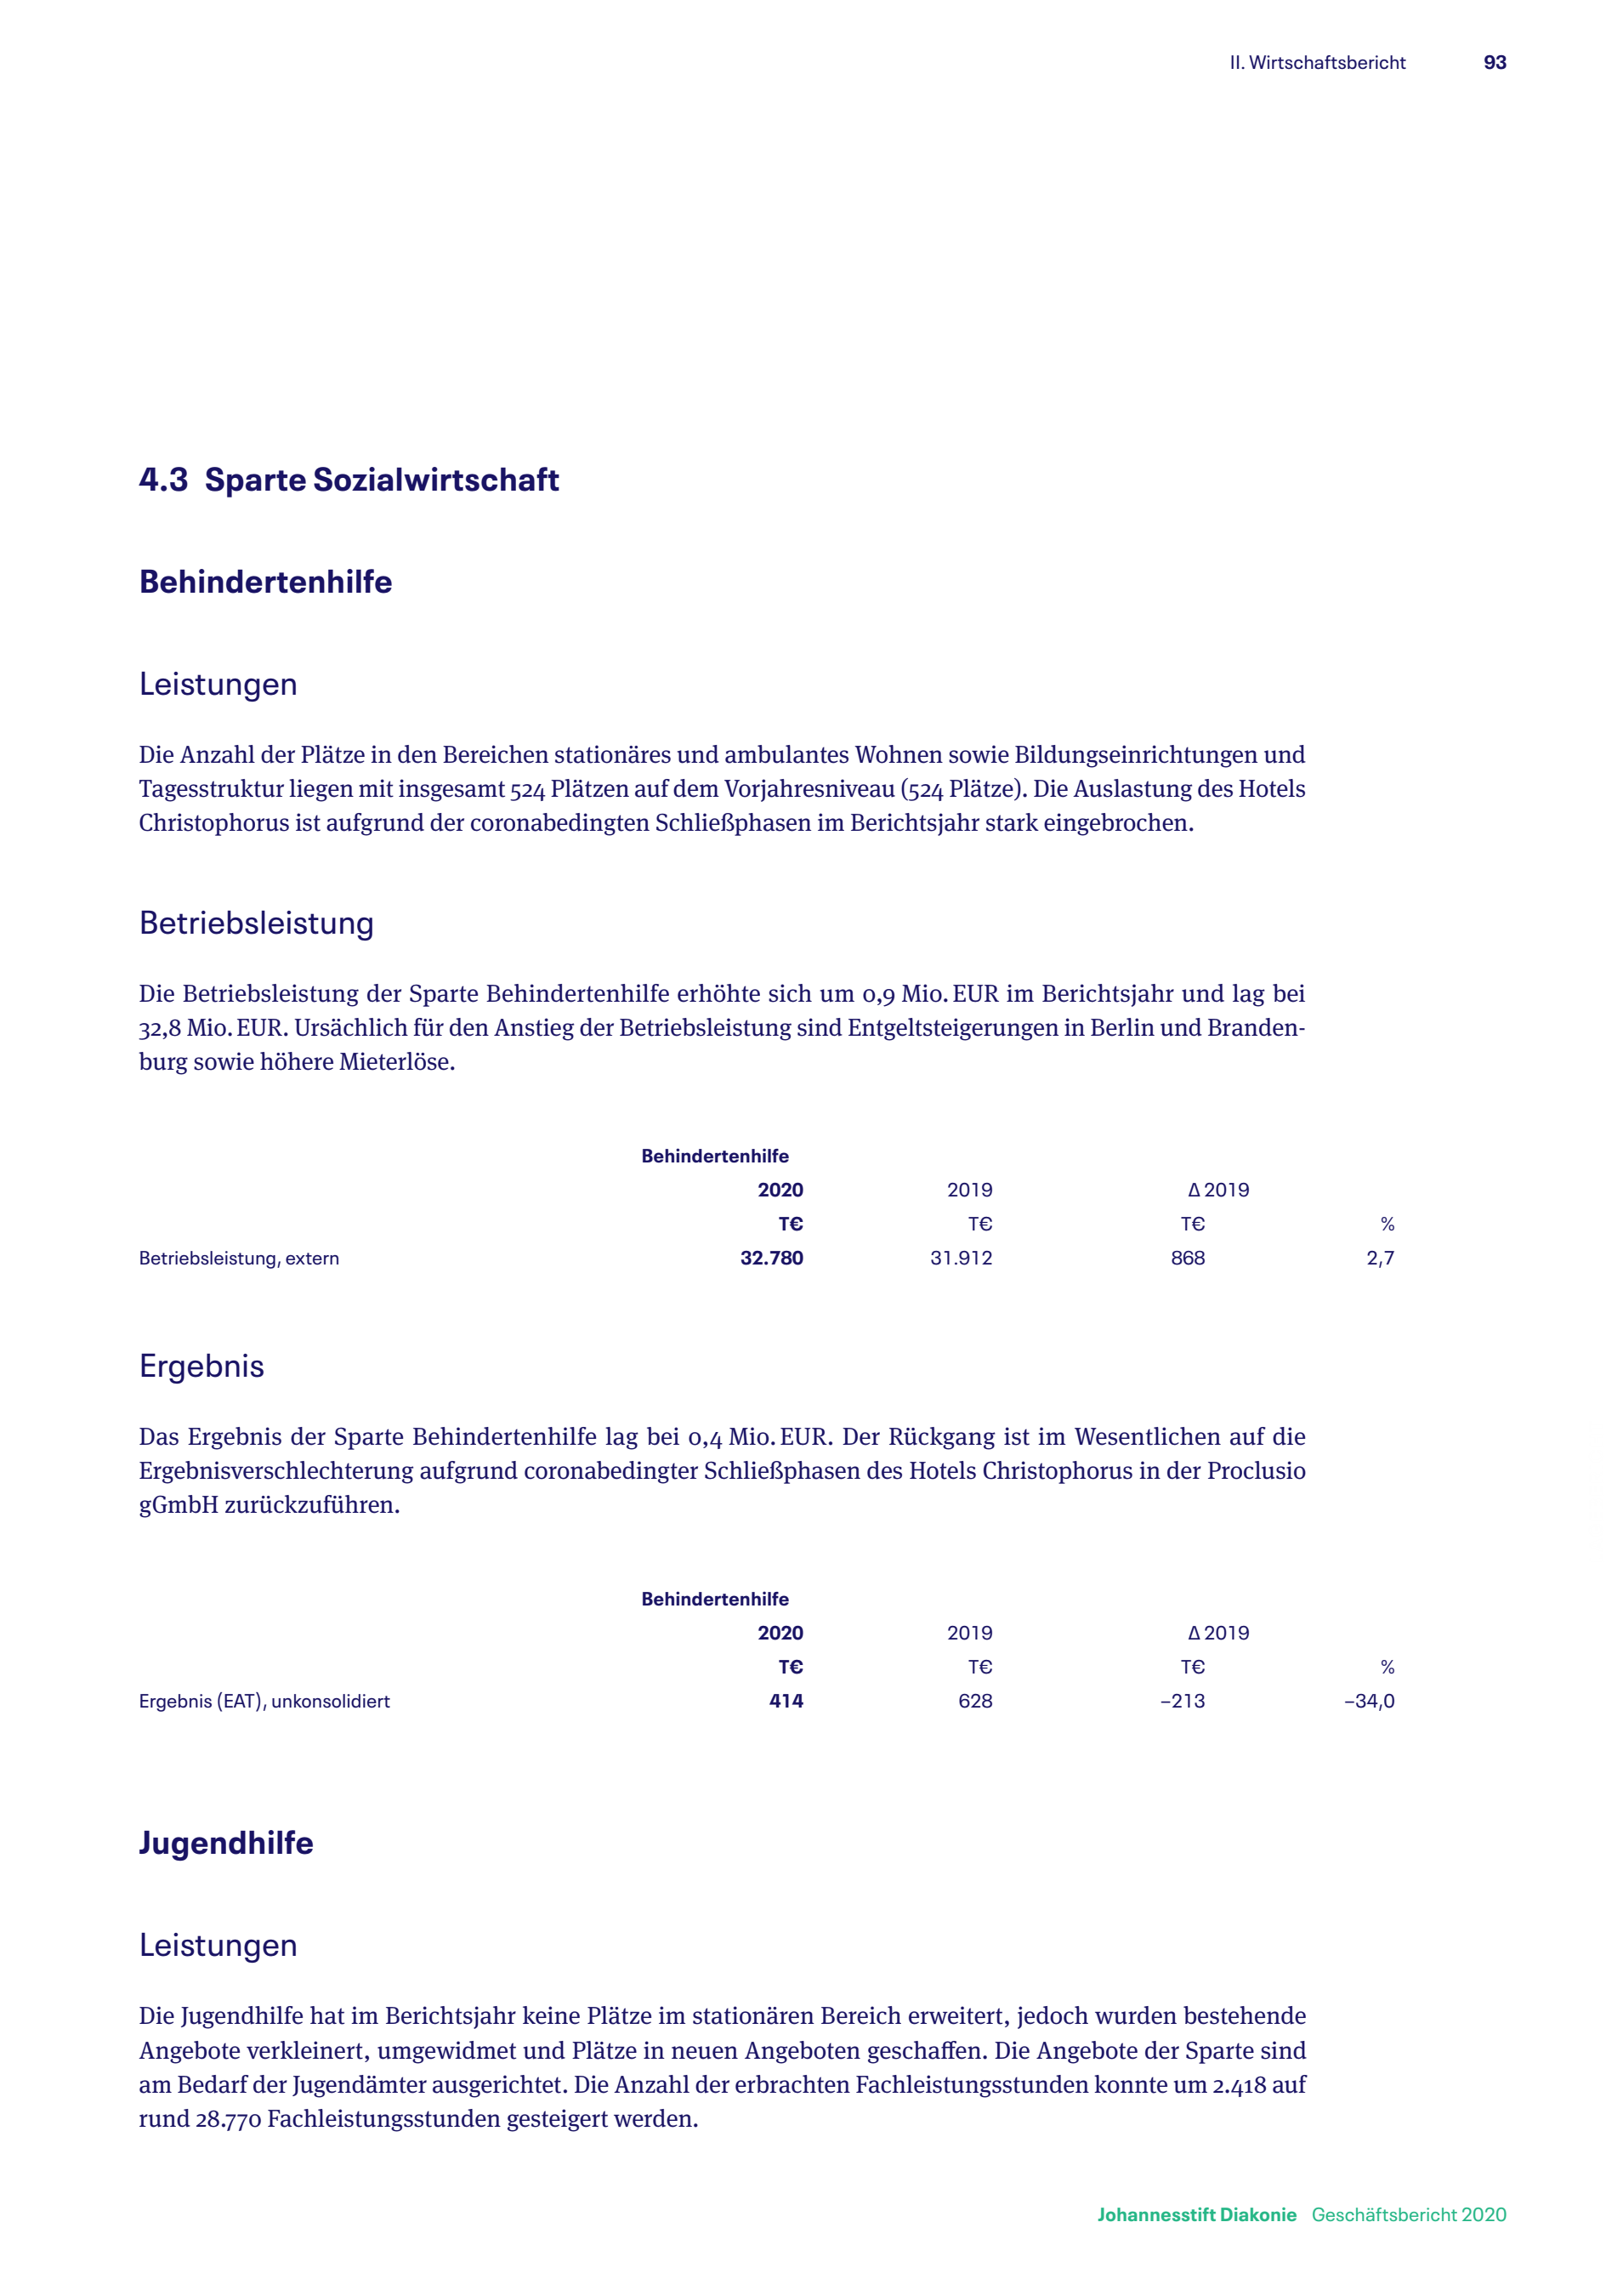 II. Wirtschaftsbericht 93
4.3 Sparte Sozialwirtschaft
Behindertenhilfe
Leistungen
Die Anzahl der Plätze in den Bereichen stationäres und ambulantes Wohnen sowie Bildungseinrichtungen und
Tagesstruktur liegen mit insgesamt 524 Plätzen auf dem Vorjahresniveau (524 Plätze). Die Auslastung des Hotels
Christophorus ist aufgrund der coronabedingten Schließphasen im Berichtsjahr stark eingebrochen.
Betriebsleistung
Die Betriebsleistung der Sparte Behindertenhilfe erhöhte sich um 0,9 Mio. EUR im Berichtsjahr und lag bei
32,8 Mio. EUR. Ursächlich für den Anstieg der Betriebsleistung sind Entgeltsteigerungen in Berlin und Branden-
burg sowie höhere Mieterlöse.
Behindertenhilfe
2020 2019 Δ 2019
T€ T€ T€ %
Betriebsleistung, extern 32.780 31.912 868 2,7
Ergebnis
Das Ergebnis der Sparte Behindertenhilfe lag bei 0,4 Mio. EUR. Der Rückgang ist im Wesentlichen auf die
Ergebnisverschlechterung aufgrund coronabedingter Schließphasen des Hotels Christophorus in der Proclusio
gGmbH zurückzuführen.
Behindertenhilfe
2020 2019 Δ 2019
T€ T€ T€ %
Ergebnis (EAT), unkonsolidiert 414 628 –213 –34,0
Jugendhilfe
Leistungen
Die Jugendhilfe hat im Berichtsjahr keine Plätze im stationären Bereich erweitert, jedoch wurden bestehende
Angebote verkleinert, umgewidmet und Plätze in neuen Angeboten geschaffen. Die Angebote der Sparte sind
am Bedarf der Jugendämter ausgerichtet. Die Anzahl der erbrachten Fachleistungsstunden konnte um 2.418 auf
rund 28.770 Fachleistungsstunden gesteigert werden.
Johannesstift Diakonie Geschäftsbericht 2020